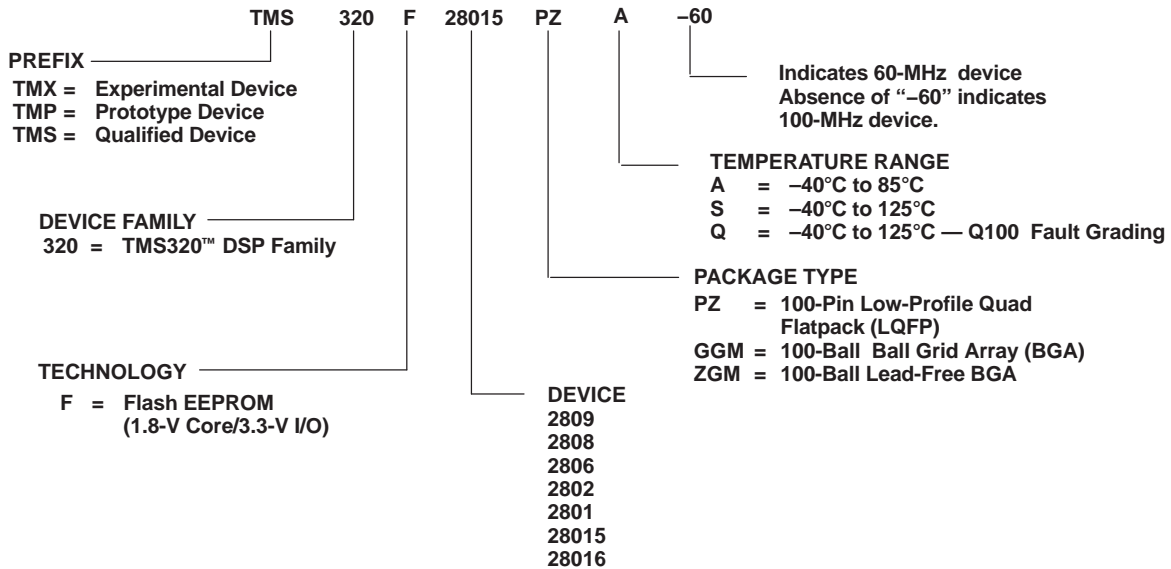 TMS 320 F 28015 PZ A –60
PREFIX
TMX = Experimental Device
TMP = Prototype Device
TMS = Qualified Device
Indicates 60-MHz device
Absence of “–60” indicates
100-MHz device.
TEMPERATURE RANGE
A = –40°C to 85°C
S = –40°C to 125°C
Q = –40°C to 125°C — Q100 Fault Grading
DEVICE FAMILY
320 = TMS320™ DSP Family
PACKAGE TYPE
PZ = 100-Pin Low-Profile Quad
Flatpack (LQFP)
GGM = 100-Ball Ball Grid Array (BGA)
ZGM = 100-Ball Lead-Free BGA
TECHNOLOGY
F = Flash EEPROM
(1.8-V Core/3.3-V I/O)
DEVICE
2809
2808
2806
2802
2801
28015
28016